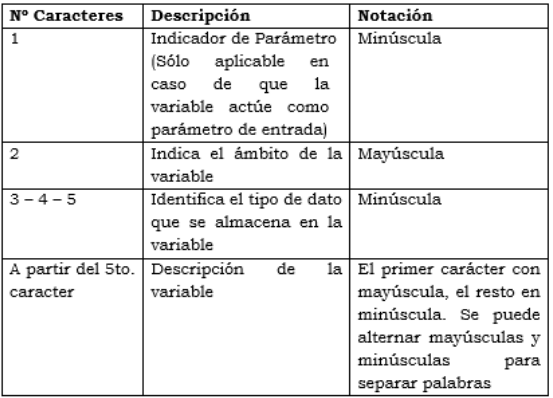 Nº Caracteres Descripción Notación
1 Indicador de Parámetro Minúscula
(Sólo aplicable en
caso de que la
variable actúe como
parámetro de entrada)
2 Indica el ámbito de la Mayúscula
variable
3 – 4 – 5 Identifica el tipo de dato Minúscula
que se almacena en la
variable
A partir del 5to. Descripción de la El primer carácter con
caracter variable mayúscula, el resto en
minúscula. Se puede
alternar mayúsculas y
minúsculas para
separar palabras